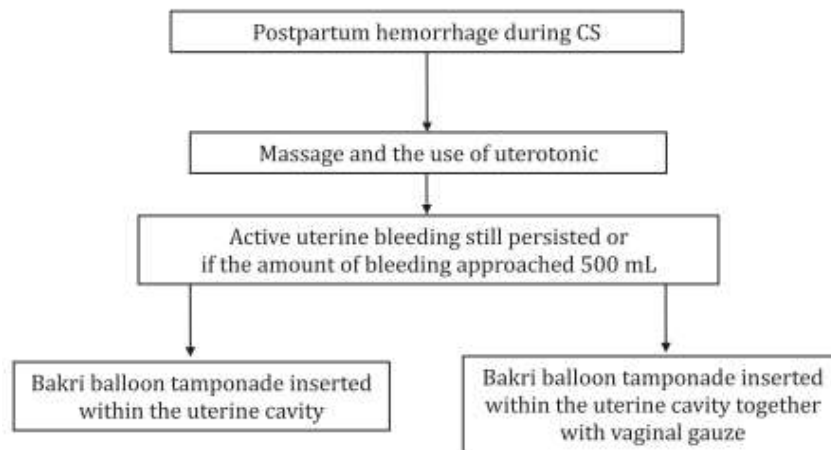 Postpartum hemorrhage during CS
Massage and the use of uterotonic
Active uterine bleeding still persisted or
if the amount of bleeding approached 500 mL
Bakri balloon tamponade inserted
within the uterine cavity
Bakri balloon tamponade inserted
within the uterine cavity together
with vaginal gauze